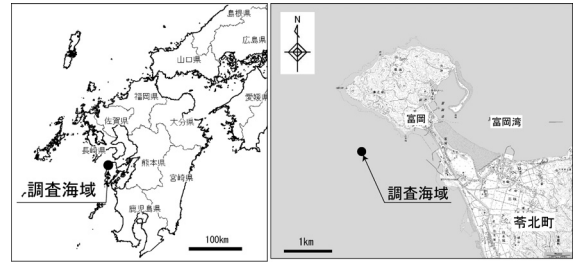 島根県
広島県
山口県
愛媛県
福岡県
佐賀県
大分県
長崎県
熊本県
宮崎県
調査海域
鹿児島県
100km
N
富岡
富岡湾
調査海域
苓北町
1km